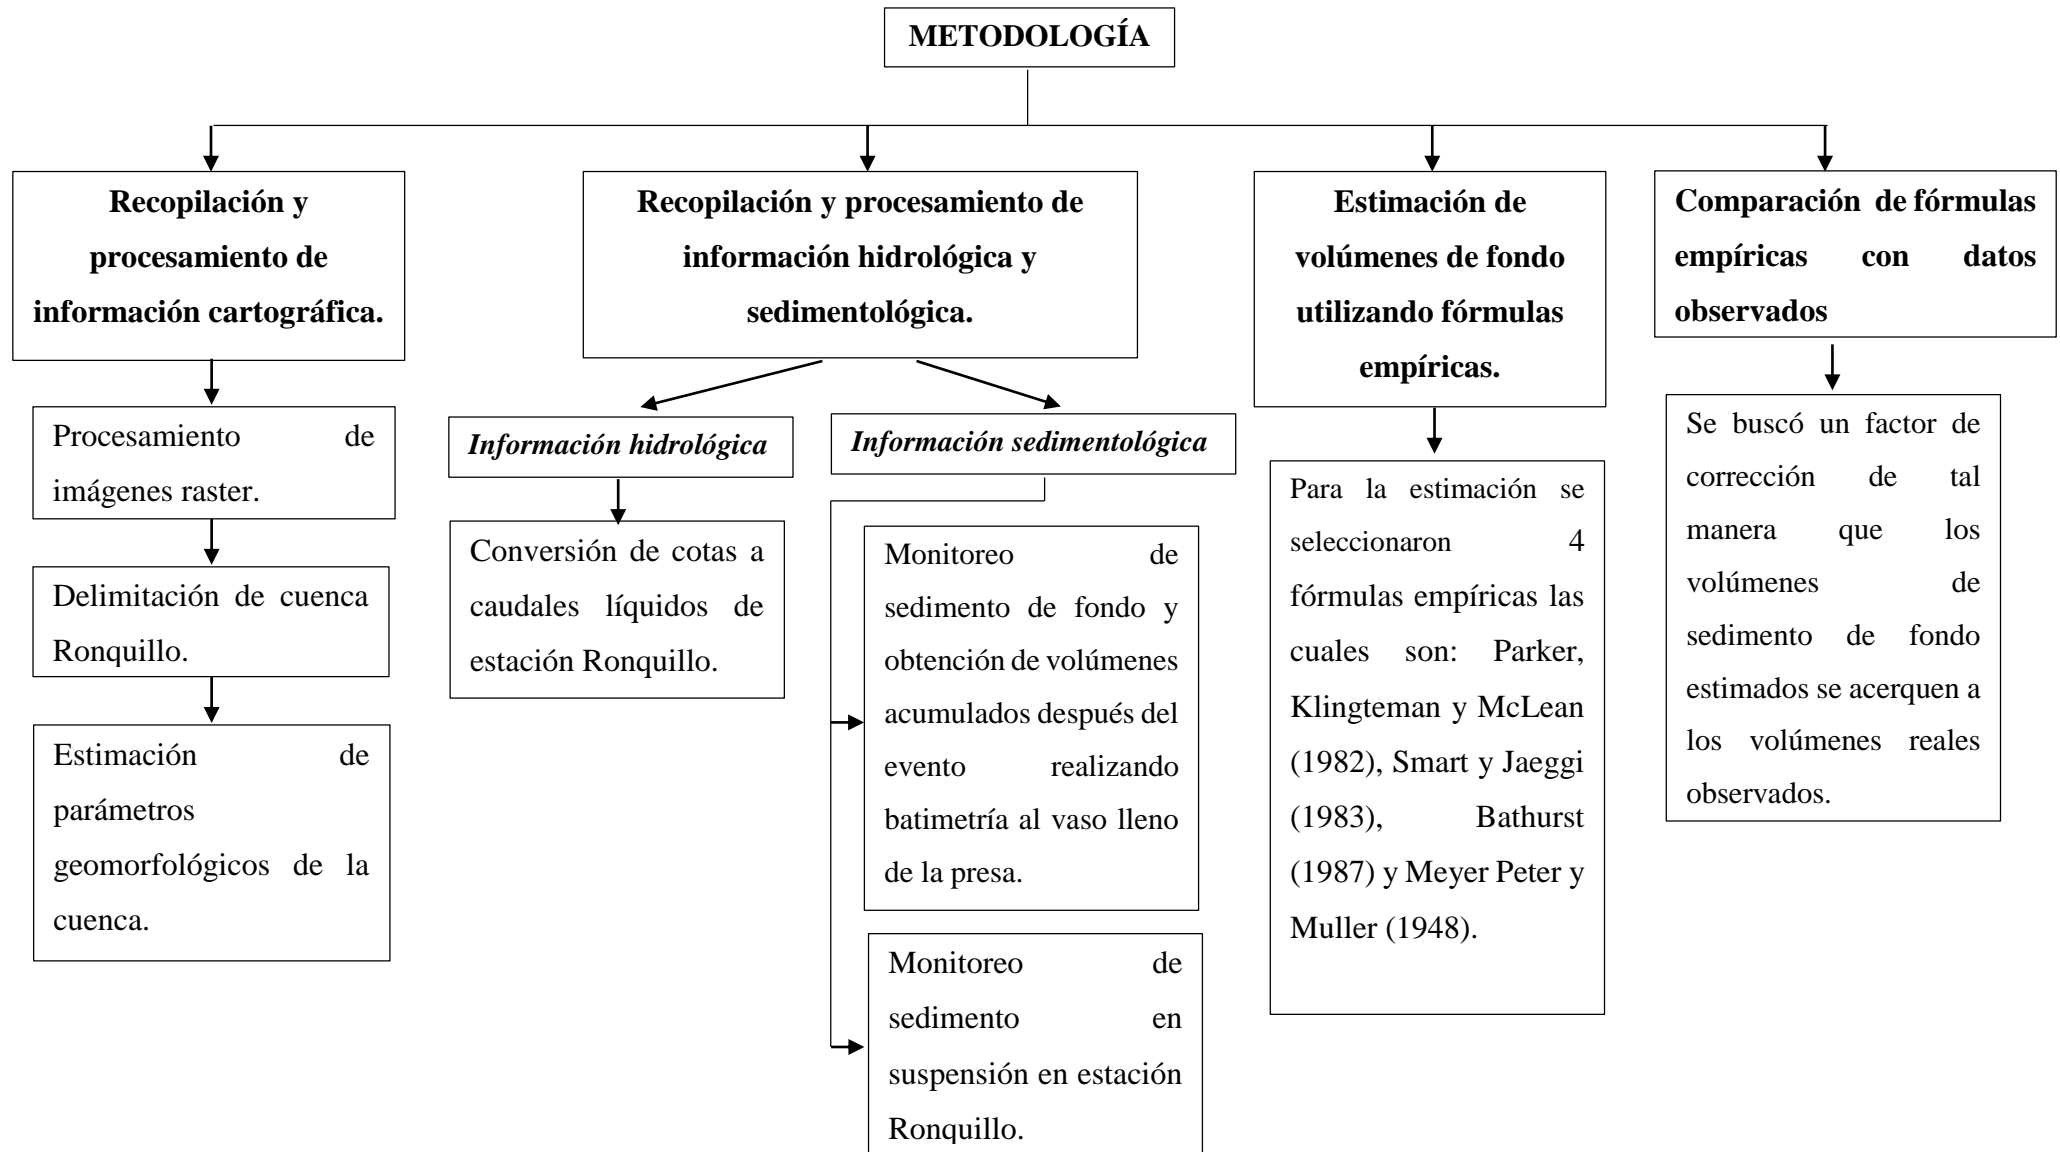 METODOLOGÍA
Recopilación y
procesamiento de
información cartográfica.
Procesamiento de
imágenes raster.
Delimitación de cuenca
Ronquillo.
Estimación de
parámetros
geomorfológicos de la
cuenca.
Recopilación y procesamiento de
información hidrológica y
sedimentológica.
Información hidrológica
Conversión de cotas a
caudales líquidos de
estación Ronquillo.
Información sedimentológica
Monitoreo de
sedimento de fondo y
obtención de volúmenes
acumulados después del
evento realizando
batimetría al vaso lleno
de la presa.
Monitoreo de
sedimento en
suspensión en estación
Ronquillo.
Estimación de
volúmenes de fondo
utilizando fórmulas
empíricas.
Para la estimación se
seleccionaron 4
fórmulas empíricas las
cuales son: Parker,
Klingteman y McLean
(1982), Smart y Jaeggi
(1983), Bathurst
(1987) y Meyer Peter y
Muller (1948).
Comparación de fórmulas
empíricas con datos
observados
Se buscó un factor de
corrección de tal
manera que los
volúmenes de
sedimento de fondo
estimados se acerquen a
los volúmenes reales
observados.